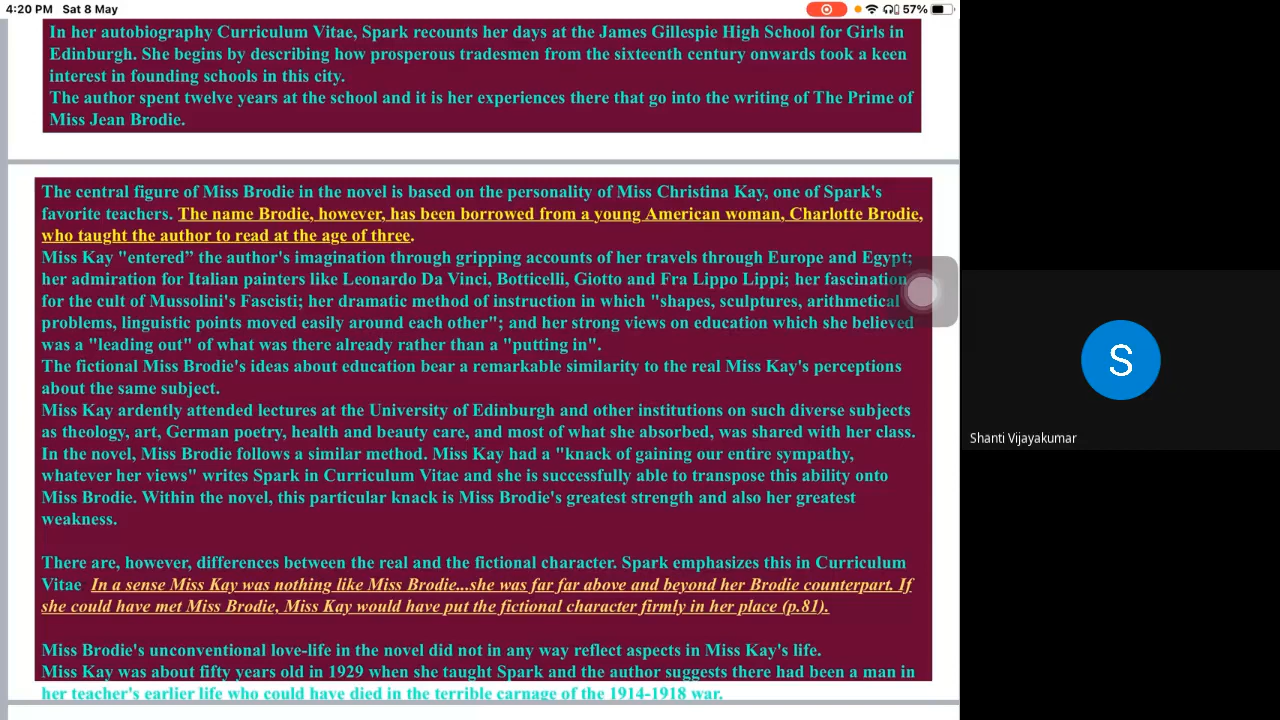 4:20 PM Sat 8 May
57%
In her autobiography Curriculum Vitae, Spark recounts her days at the James Gillespie High School for Girls in
Edinburgh. She begins by describing how prosperous tradesmen from the sixteenth century onwards took a keen
interest in founding schools in this city.
The author spent twelve years at the school and it is her experiences there that go into the writing of The Prime of
Miss Jean Brodie.
The central figure of Miss Brodie in the novel is based on the personality of Miss Christina Kay, one of Spark's
favorite teachers. The name Brodie, however, has been borrowed from a young American woman, Charlotte Brodie,
who taught the author to read at the age of three.
Miss Kay "entered” the author's imagination through gripping accounts of her travels through Europe and Egypt;
her admiration for Italian painters like Leonardo Da Vinci, Botticelli, Giotto and Fra Lippo Lippi; her fascination
for the cult of Mussolini's Fascisti; her dramatic method of instruction in which "shapes, sculptures, arithmetical
problems, linguistic points moved easily around each other"; and her strong views on education which she believed
was a "leading out" of what was there already rather than a "putting in".
The fictional Miss Brodie's ideas about education bear a remarkable similarity to the real Miss Kay's perceptions
about the same subject.
Miss Kay ardently attended lectures at the University of Edinburgh and other institutions on such diverse subjects
as theology, art, German poetry, health and beauty care, and most of what she absorbed, was shared with her class.
In the novel, Miss Brodie follows a similar method. Miss Kay had a "knack of gaining our entire sympathy,
whatever her views" writes Spark in Curriculum Vitae and she is successfully able to transpose this ability onto
Miss Brodie. Within the novel, this particular knack is Miss Brodie's greatest strength and also her greatest
weakness.
There are, however, differences between the real and the fictional character. Spark emphasizes this in Curriculum
Vitae In a sense Miss Kay was nothing like Miss Brodie...she was far far above and beyond her Brodie counterpart. If
she could have met Miss Brodie, Miss Kay would have put the fictional character firmly in her place (p.81).
Miss Brodie's unconventional love-life in the novel did not in any way reflect aspects in Miss Kay's life.
Miss Kay was about fifty years old in 1929 when she taught Spark and the author suggests there had been a man in
her teacher's earlier life who could have died in the terrible carnage of the 1914-1918 war.
S
Shanti Vijayakumar